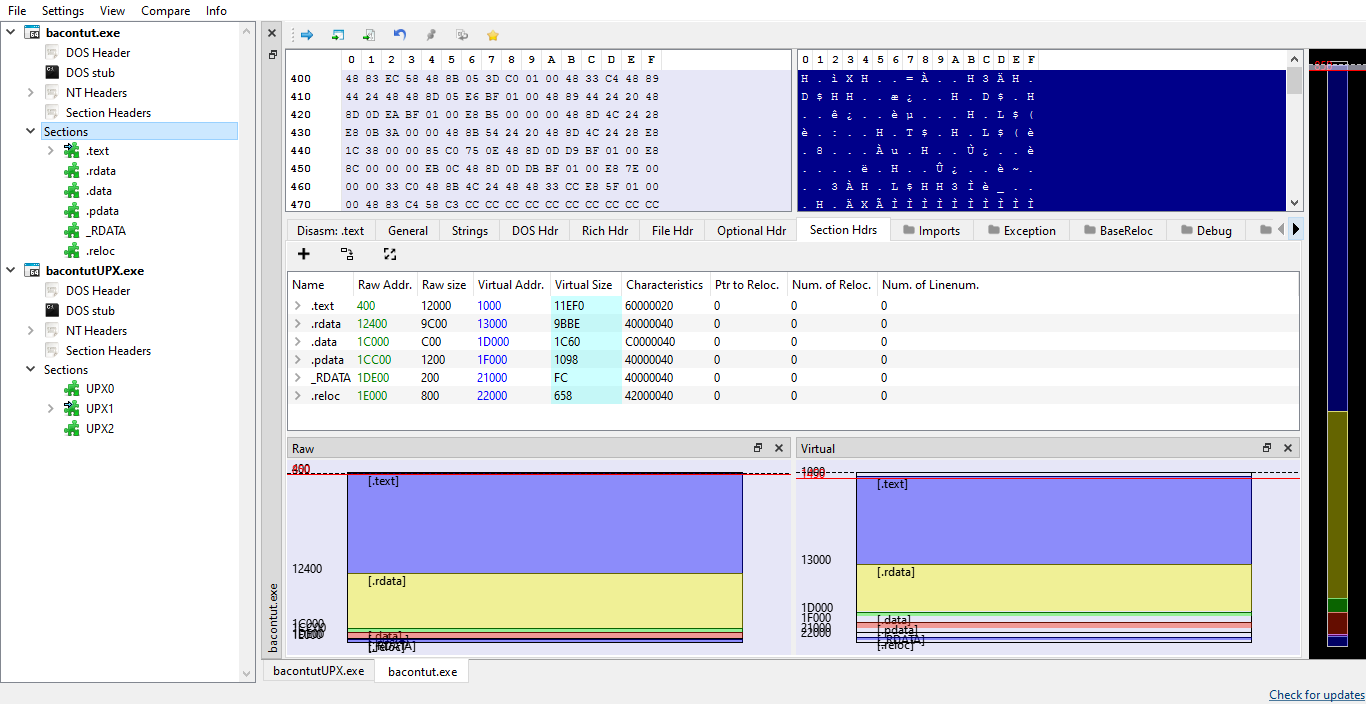 File Settings View Compare Info
bacontut.exe
DOS Header
DOS stub
NT Headers
Section Headers
Sections
.text
.rdata
.data
.pdata
_RDATA
.reloc
bacontutUPX.exe
DOS Header
DOS stub
NT Headers
Section Headers
Sections
UPX0
UPX1
UPX2
bacontut.exe
0 1 2 3 4 5 6 7 8 9 A B C D E F
400 48 83 EC 58 48 8B 05 3D C0 01 00 48 33 C4 48 89
410 44 24 48 48 8D 05 E6 BF 01 00 48 89 44 24 20 48
420 8D 0D EA BF 01 00 E8 B5 00 00 00 48 8D 4C 24 28
430 E8 0B 3A 00 00 48 8B 54 24 20 48 8D 4C 24 28 E8
440 1C 38 00 00 85 C0 75 0E 48 8D 0D D9 BF 01 00 E8
450 8C 00 00 00 EB 0C 48 8D 0D DB BF 01 00 E8 7E 00
460 00 00 33 C0 48 8B 4C 24 48 48 33 CC E8 5F 01 00
470 00 48 83 C4 58 C3 CC CC CC CC CC CC CC CC CC CC
0 1 2 3 4 5 6 7 8 9 A B C D E F
H . ì X H . . = À . . H 3 Ä H .
D $ H H . . æ ¿ . . H . D $ . H
. . ê ¿ . . è µ . . . H . L $ (
è . : . . H . T $ . H . L $ ( è
. 8 . . . À u . H . . Ù ¿ . . è
. . . . ë . H . . Û ¿ . . è ~ .
. . 3 À H . L $ H H 3 Ì è _ . .
. H . Ä X Ã Ì Ì Ì Ì Ì Ì Ì Ì Ì Ì
Disasm: .text General Strings DOS Hdr Rich Hdr File Hdr Optional Hdr Section Hdrs Imports Exception BaseReloc Debug
Name Raw Addr. Raw size Virtual Addr. Virtual Size Characteristics Ptr to Reloc. Num. of Reloc. Num. of Linenum.
.text 400 12000 1000 11EF0 60000020 0 0 0
.rdata 12400 9C00 13000 9BBE 40000040 0 0 0
.data 1C000 C00 1D000 1C60 C0000040 0 0 0
.pdata 1CC00 1200 1F000 1098 40000040 0 0 0
_RDATA 1DE00 200 21000 FC 40000040 0 0 0
.reloc 1E000 800 22000 658 42000040 0 0 0
Raw
400
[.text]
12400
[.rdata]
1C000
[.data]
[.reloc]
Virtual
1000
[.text]
13000
[.rdata]
1D000
1F000
[.data]
21000
[.pdata]
22000
[_RDATA]
[.reloc]
bacontutUPX.exe bacontut.exe
Check for updates